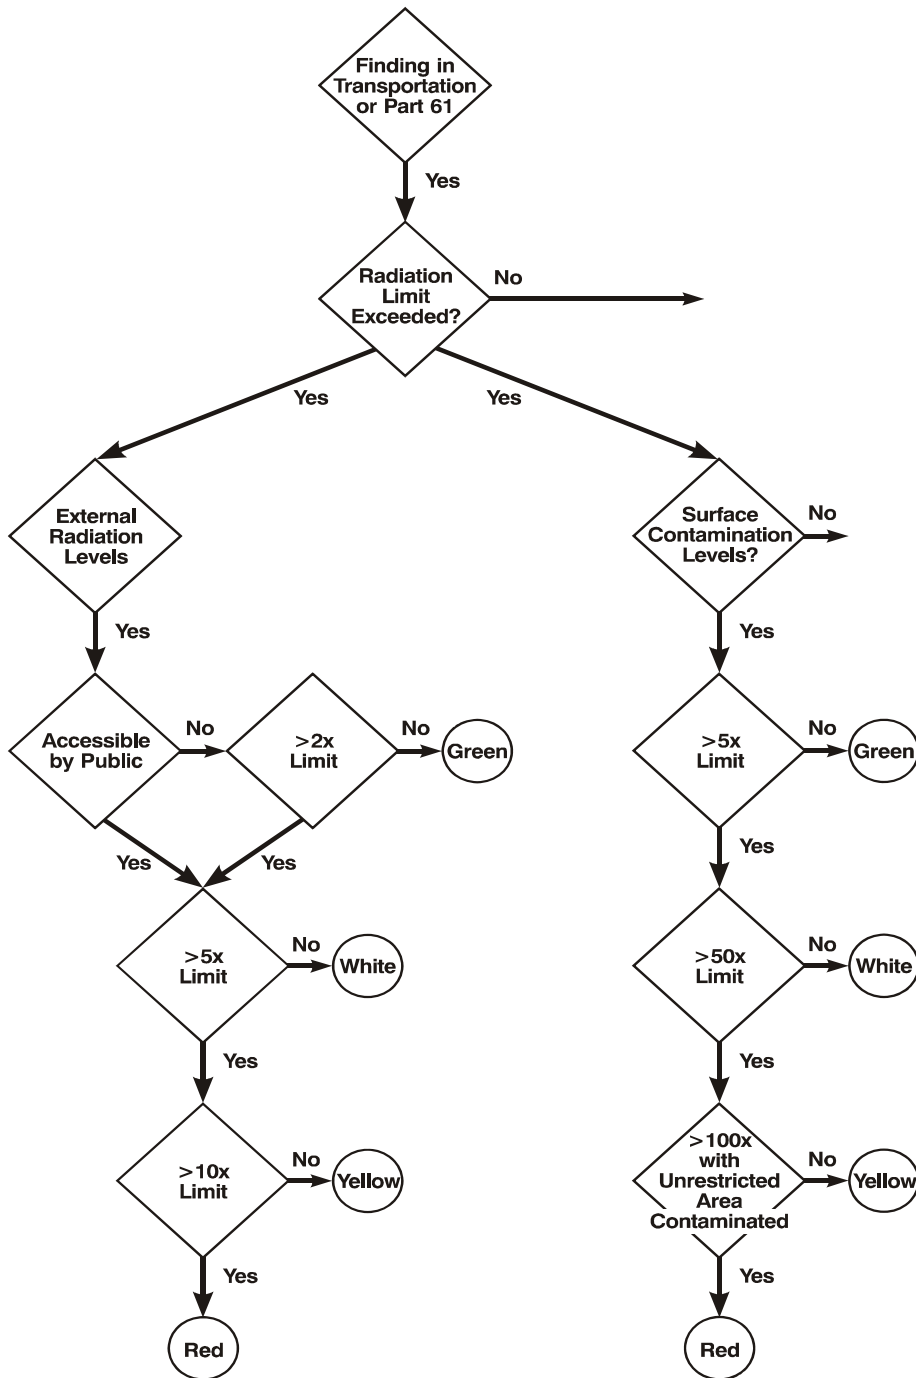 Finding in
Transportation
or Part 61
Yes
Radiation
Limit
Exceeded?
No
Yes
Yes
External
Radiation
Levels
Surface
Contamination
Levels?
No
Yes
Yes
Accessible
by Public
No
>2x
Limit
No
Green
>5x
Limit
No
Green
Yes
Yes
Yes
>5x
Limit
No
White
>50x
Limit
No
White
Yes
Yes
>10x
Limit
No
Yellow
>100x
with
Unrestricted
Area
Contaminated
No
Yellow
Yes
Yes
Red
Red